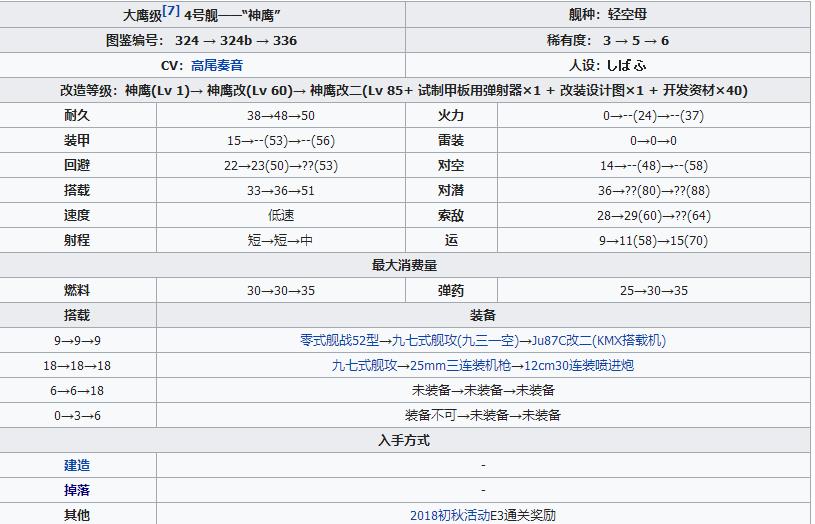 大鹰级[7] 4号舰——“神鹰” 舰种：轻空母
图鉴编号： 324 → 324b → 336 稀有度： 3 → 5 → 6
CV：高尾奏音 人设：しばふ
改造等级：神鹰(Lv 1)→ 神鹰改(Lv 60)→ 神鹰改二(Lv 85+ 试制甲板用弹射器×1 + 改装设计图×1 + 开发资材×40)
耐久 38→48→50 火力 0→--(24)→--(37)
装甲 15→--(53)→--(56) 雷装 0→0→0
回避 22→23(50)→??(53) 对空 14→--(48)→--(58)
搭载 33→36→51 对潜 36→??(80)→??(88)
速度 低速 索敌 28→29(60)→??(64)
射程 短→短→中 运 9→11(58)→15(70)
最大消费量
燃料 30→30→35 弹药 25→30→35
搭载 装备
9→9→9 零式舰战52型→九七式舰攻(九三一空)→Ju87C改二(KMX搭载机)
18→18→18 九七式舰攻→25mm三连装机枪→12cm30连装喷进炮
6→6→18 未装备→未装备→未装备
0→3→6 装备不可→未装备→未装备
入手方式
建造 -
掉落 -
其他 2018初秋活动E3通关奖励